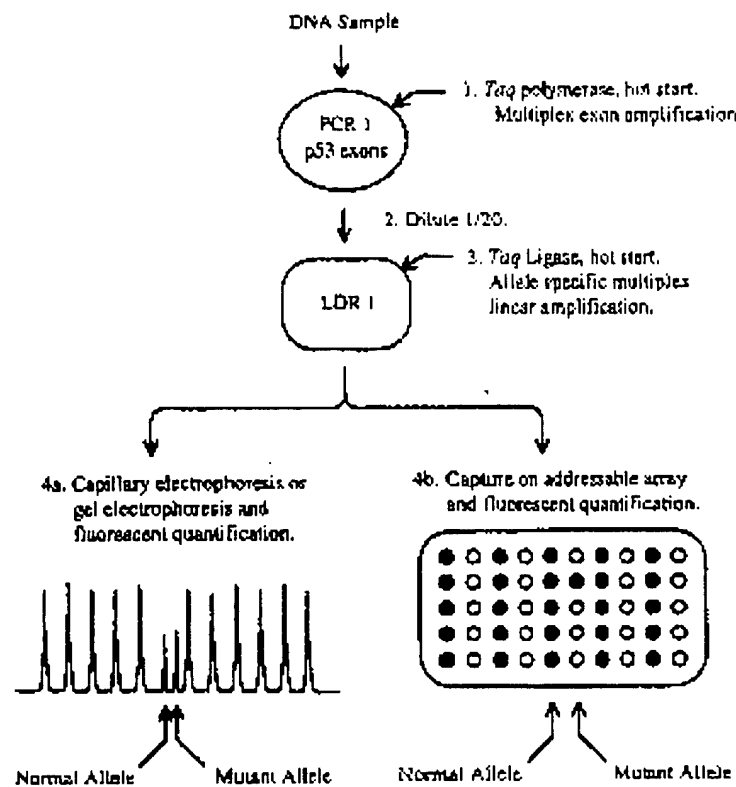 DNA Sample
1. Taq polymerase, hot start.
Multiplex exon amplification
PCR 1
p53 exons
2. Dilute 1/20.
3. Taq Ligase, hot start.
Allele specific multiplex
linear amplification.
LDR 1
4a. Capillary electrophoresis or
gel electrophoresis and
fluorescent quantification.
4b. Capture on addressable array
and fluorescent quantification.
Normal Allele
Mutant Allele
Normal Allele
Mutant Allele